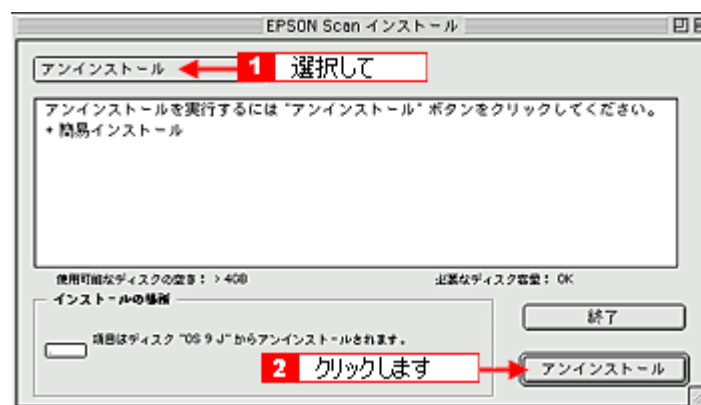 EPSON Scan インストール
アンインストール
1 選択して
アンインストールを実行するには "アンインストール" ボタンをクリックしてください。
• 簡易インストール
使用可能なディスクの空き： > 4GB
必要なディスク容量： 0K
インストールの場所
項目はディスク "OS 9 J" からアンインストールされます。
終了
2 クリックします
アンインストール